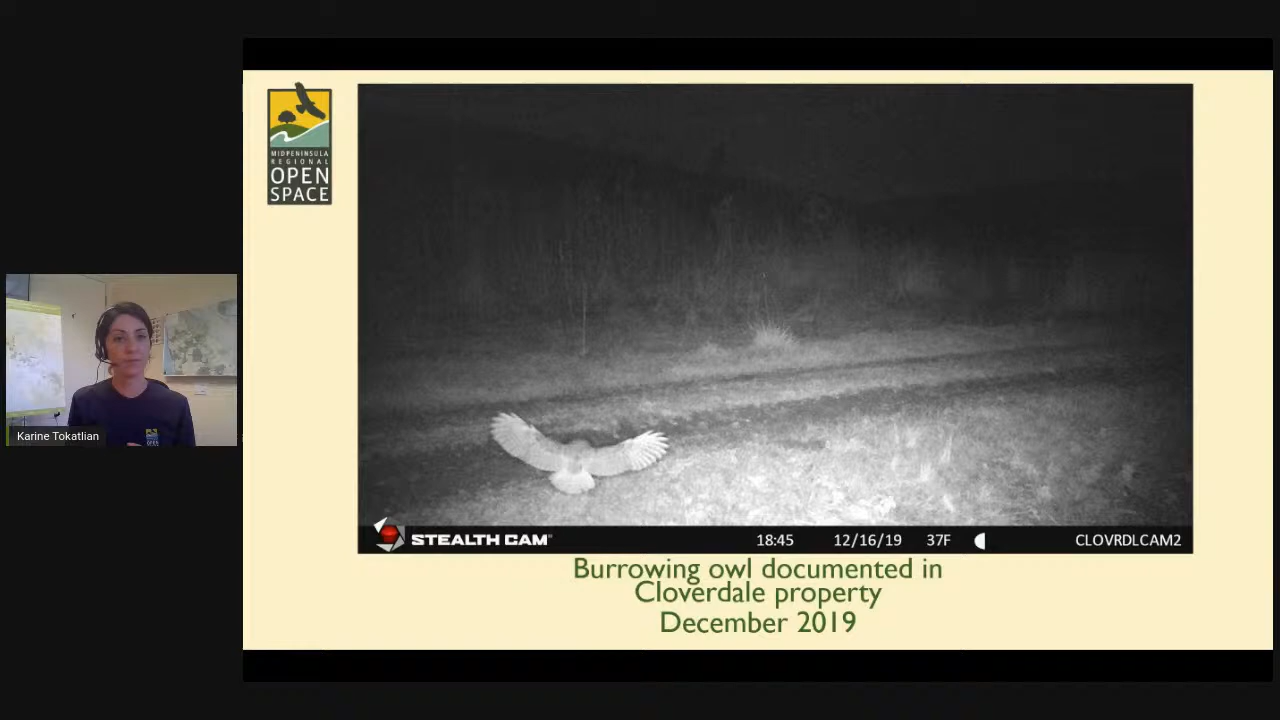 MIDPENINSULA
REGIONAL
OPEN
SPACE
Karine Tokatlian
STEALTH CAM
18:45 12/16/19 37F CLOVRDLCAM2
Burrowing owl documented in
Cloverdale property
December 2019